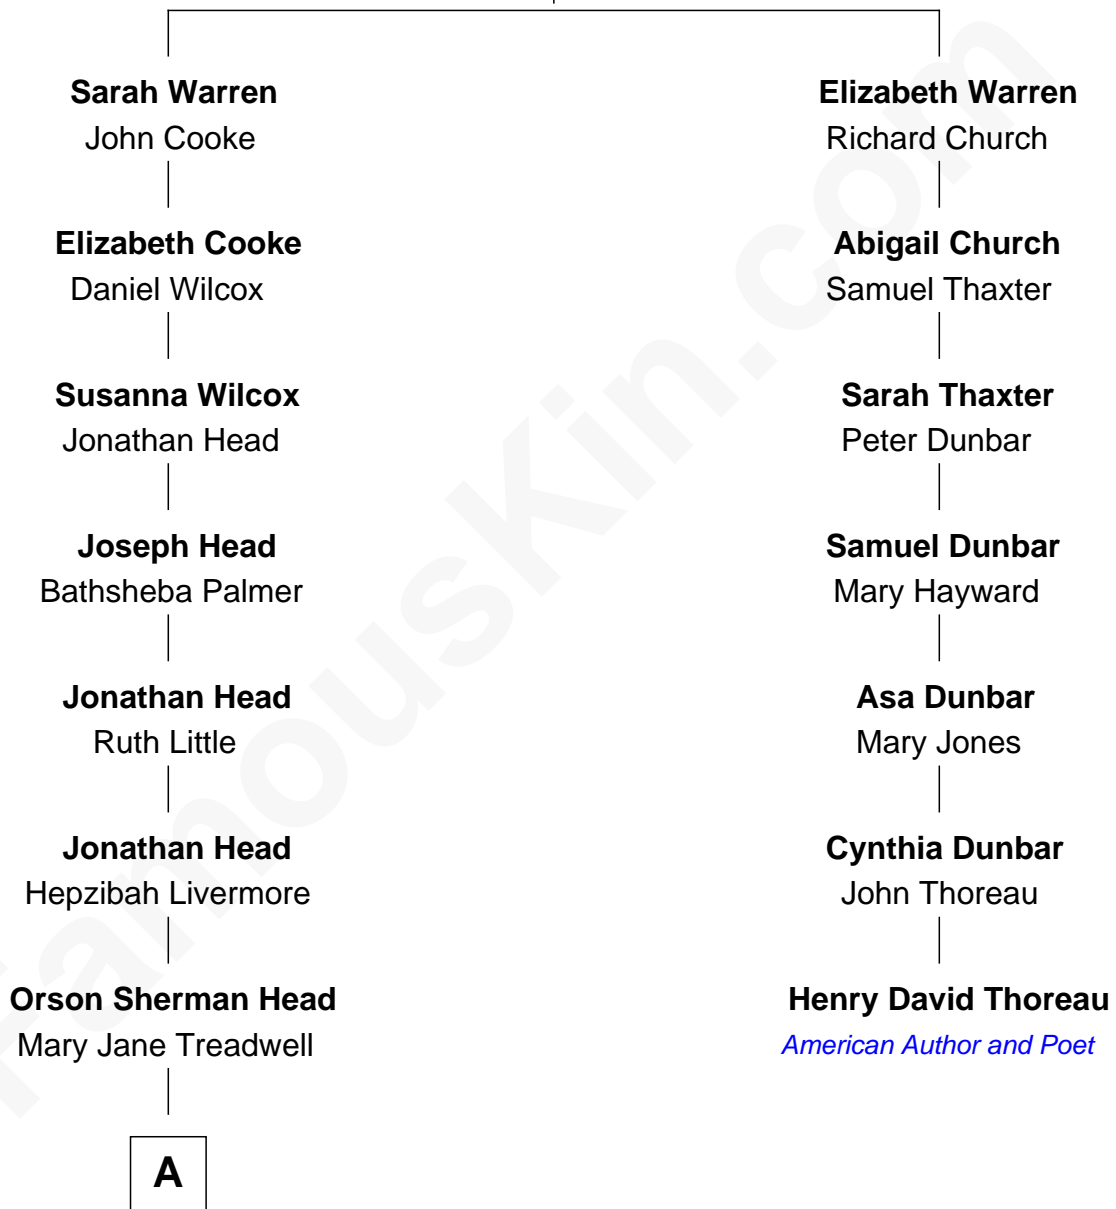 Sarah Warren
John Cooke
Elizabeth Warren
Richard Church
Elizabeth Cooke
Daniel Wilcox
Abigail Church
Samuel Thaxter
Susanna Wilcox
Jonathan Head
Sarah Thaxter
Peter Dunbar
Joseph Head
Bathsheba Palmer
Samuel Dunbar
Mary Hayward
Jonathan Head
Ruth Little
Asa Dunbar
Mary Jones
Jonathan Head
Hepzibah Livermore
Cynthia Dunbar
John Thoreau
Orson Sherman Head
Mary Jane Treadwell
Henry David Thoreau
American Author and Poet
A
FamousKin.com